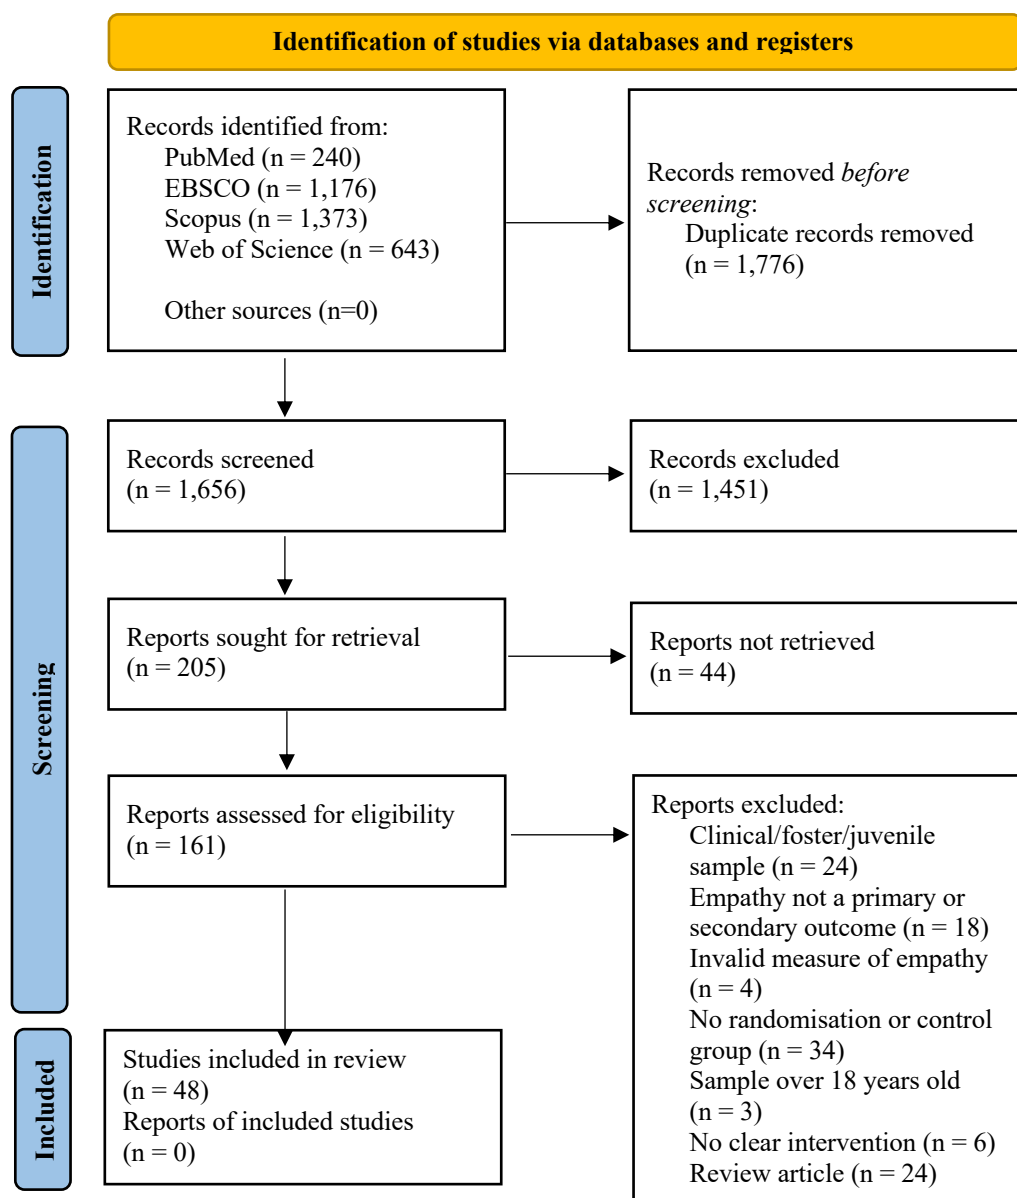 Identification of studies via databases and registers
Identification
Records identified from:
PubMed (n = 240)
EBSCO (n = 1,176)
Scopus (n = 1,373)
Web of Science (n = 643)
Other sources (n=0)
Records removed before
screening:
Duplicate records removed
(n = 1,776)
Screening
Records screened
(n = 1,656)
Records excluded
(n = 1,451)
Reports sought for retrieval
(n = 205)
Reports not retrieved
(n = 44)
Reports assessed for eligibility
(n = 161)
Reports excluded:
Clinical/foster/juvenile
sample (n = 24)
Empathy not a primary or
secondary outcome (n = 18)
Invalid measure of empathy
(n = 4)
No randomisation or control
group (n = 34)
Sample over 18 years old
(n = 3)
No clear intervention (n = 6)
Review article (n = 24)
Included
Studies included in review
(n = 48)
Reports of included studies
(n = 0)